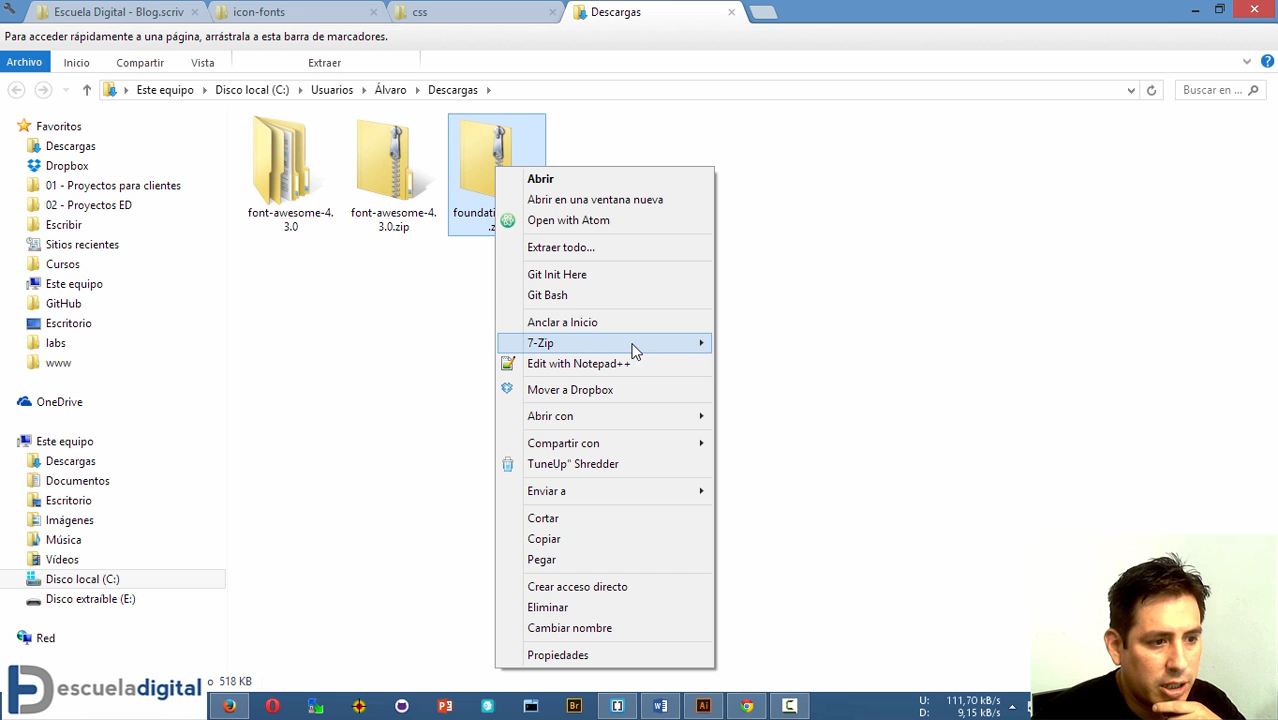 Escuela Digital - Blog.scriv
icon-fonts
css
Descargas
Para acceder rápidamente a una página, arrástrala a esta barra de marcadores.
Archivo
Inicio
Compartir
Vista
Extraer
Este equipo
Disco local (C:)
Usuarios
Álvaro
Descargas
Buscar en ...
Favoritos
Descargas
Dropbox
01 - Proyectos para clientes
02 - Proyectos ED
Escribir
Sitios recientes
Cursos
Este equipo
GitHub
Escritorio
labs
www
OneDrive
Este equipo
Descargas
Documentos
Escritorio
Imágenes
Música
Vídeos
Disco local (C:)
Disco extraíble (E:)
Red
font-awesome-4.
3.0
font-awesome-4.
3.0.zip
foundati
.z
Abrir
Abrir en una ventana nueva
Open with Atom
Extraer todo...
Git Init Here
Git Bash
Anclar a Inicio
7-Zip
Edit with Notepad++
Mover a Dropbox
Abrir con
Compartir con
TuneUp" Shredder
Enviar a
Cortar
Copiar
Pegar
Crear acceso directo
Eliminar
Cambiar nombre
Propiedades
518 KB
escueladigital
U: 111,70 kB/s
D: 9,15 kB/s